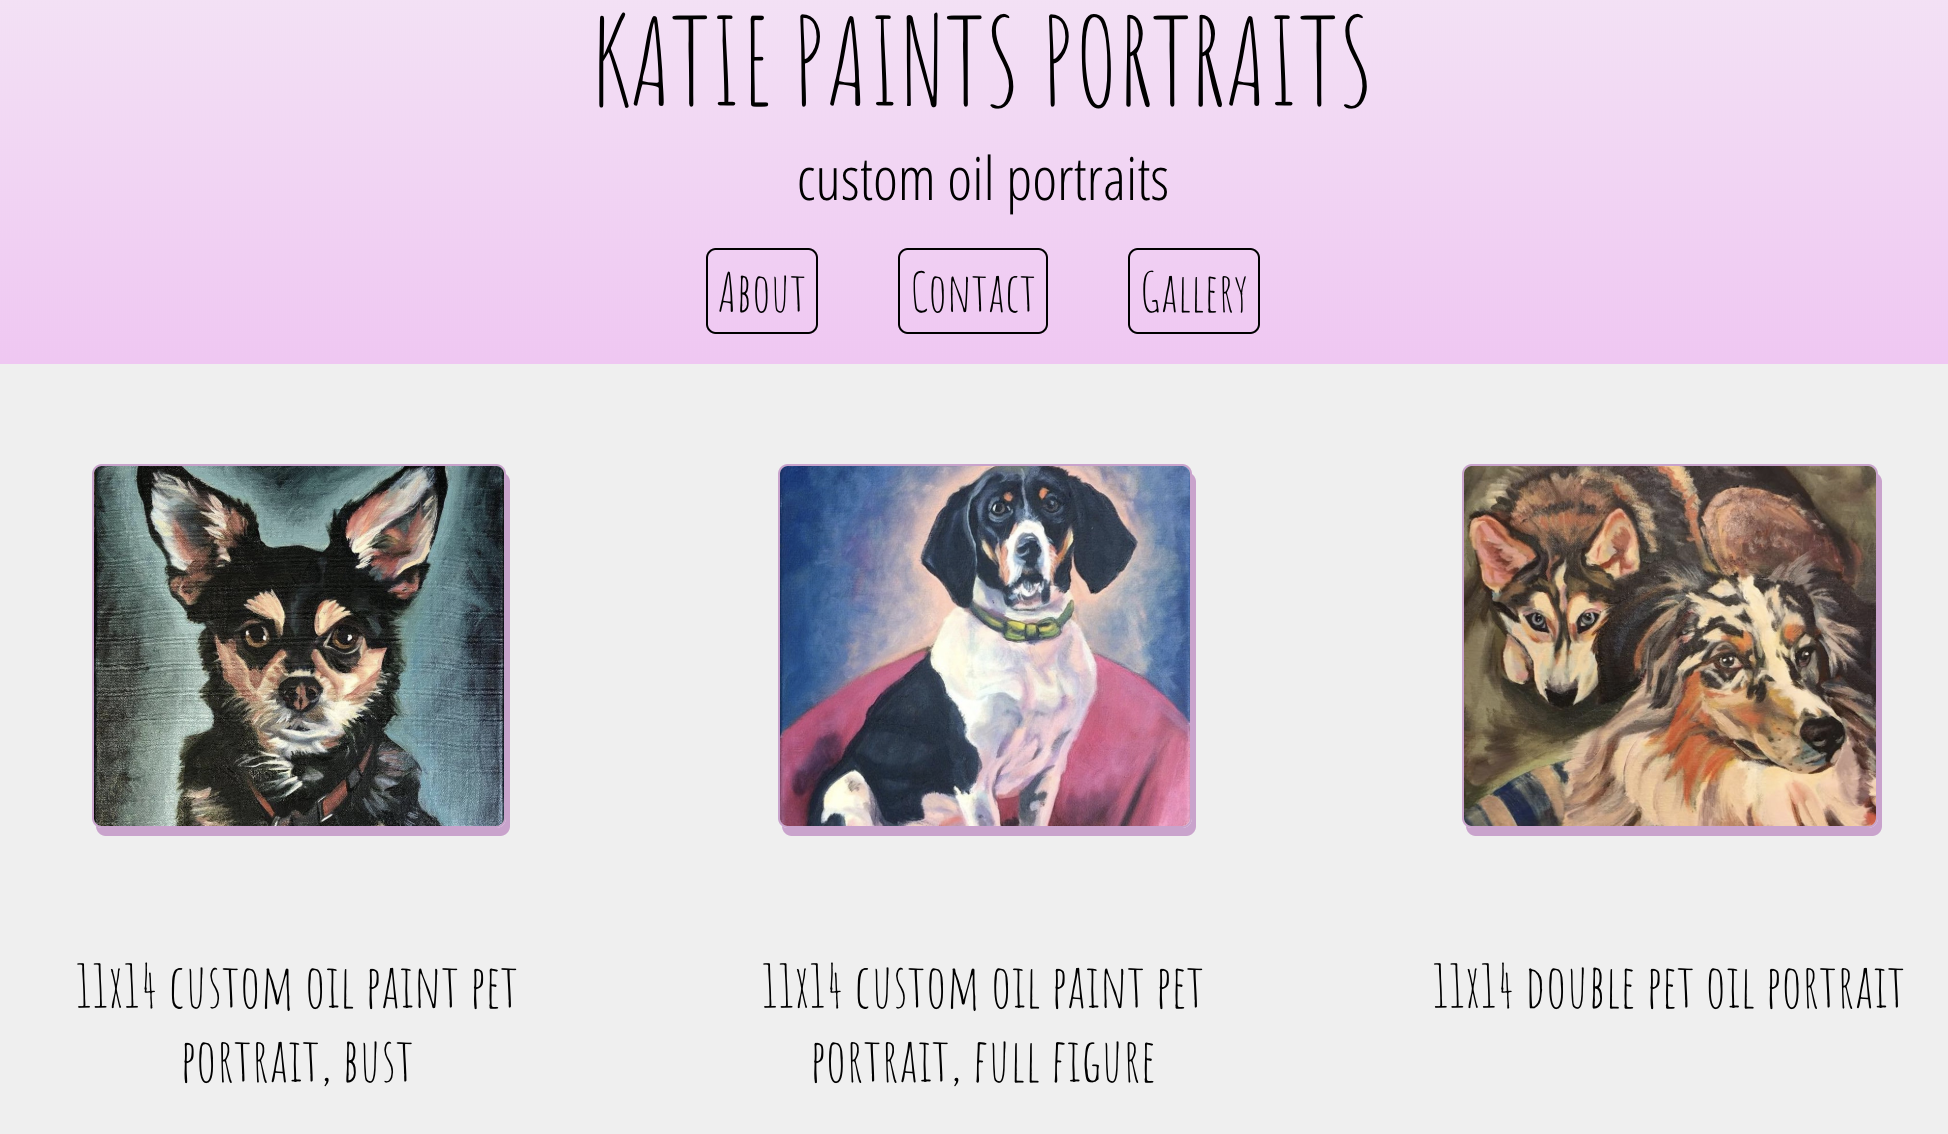 KATIE PAINTS PORTRAITS
custom oil portraits
About
Contact
Gallery
11x14 custom oil paint pet
portrait, bust
11x14 custom oil paint pet
portrait, full figure
11x14 double pet oil portrait